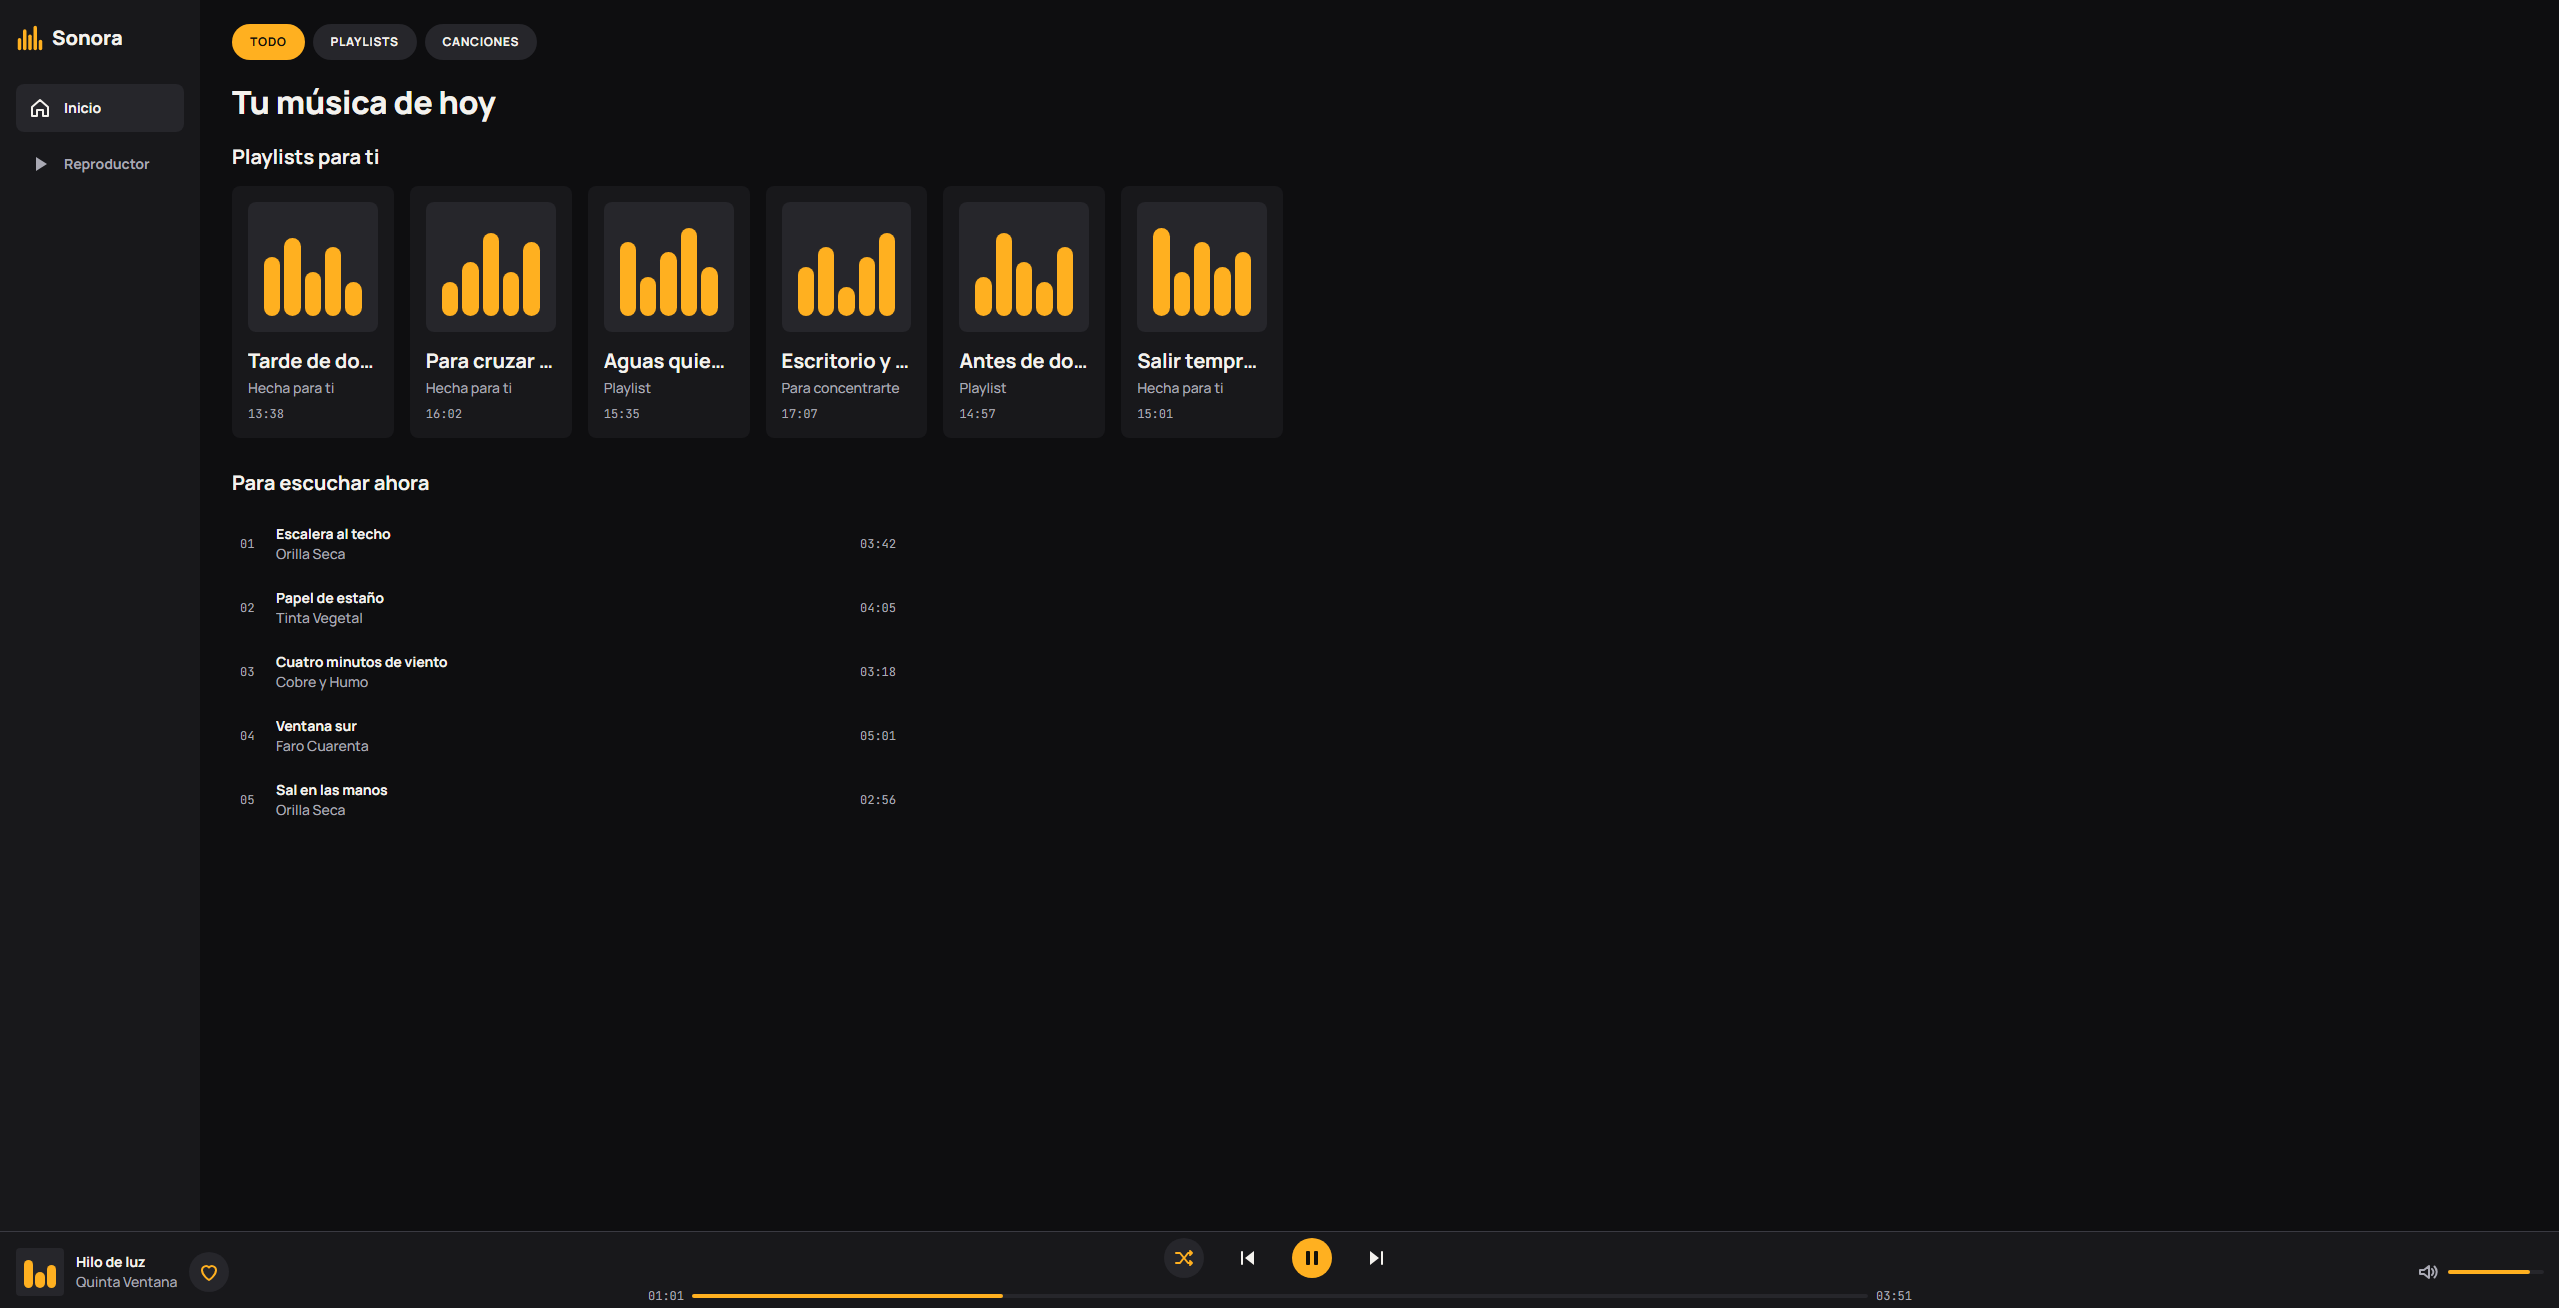 Sonora
Inicio
Reproductor
TODO
PLAYLISTS
CANCIONES
Tu música de hoy
Playlists para ti
Tarde de do...
Hecha para ti
13:38
Para cruzar ...
Hecha para ti
16:02
Aguas quie...
Playlist
15:35
Escritorio y ...
Para concentrarte
17:07
Antes de do...
Playlist
14:57
Salir tempr...
Hecha para ti
15:01
Para escuchar ahora
01 Escalera al techo 03:42
Orilla Seca
02 Papel de estaño 04:05
Tinta Vegetal
03 Cuatro minutos de viento 03:18
Cobre y Humo
04 Ventana sur 05:01
Faro Cuarenta
05 Sal en las manos 02:56
Orilla Seca
Hilo de luz
Quinta Ventana
01:01
03:51